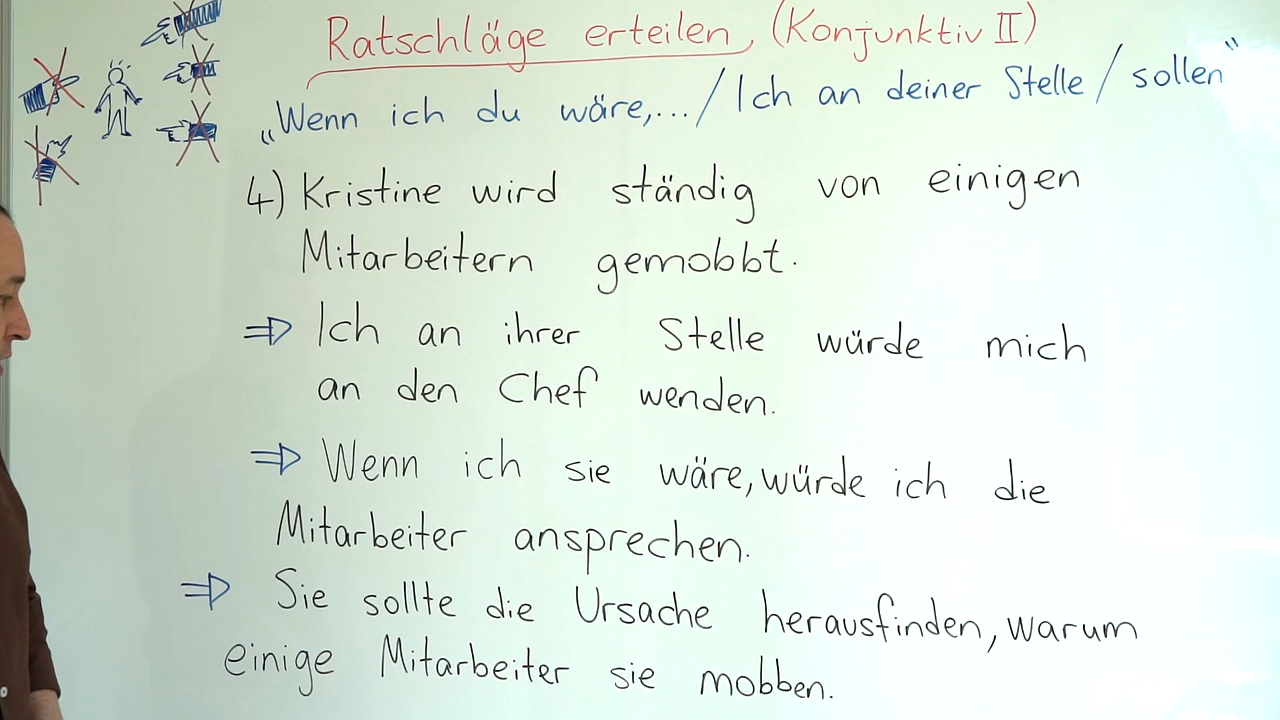 Ratschläge erteilen, (Konjunktiv II)
„Wenn ich du wäre,.../ Ich an deiner Stelle / sollen“
4) Kristine wird ständig von einigen
Mitarbeitern gemobbt.
⇒ Ich an ihrer Stelle würde mich
an den Chef wenden.
⇒ Wenn ich sie wäre, würde ich die
Mitarbeiter ansprechen.
⇒ Sie sollte die Ursache herausfinden, warum
einige Mitarbeiter sie mobben.